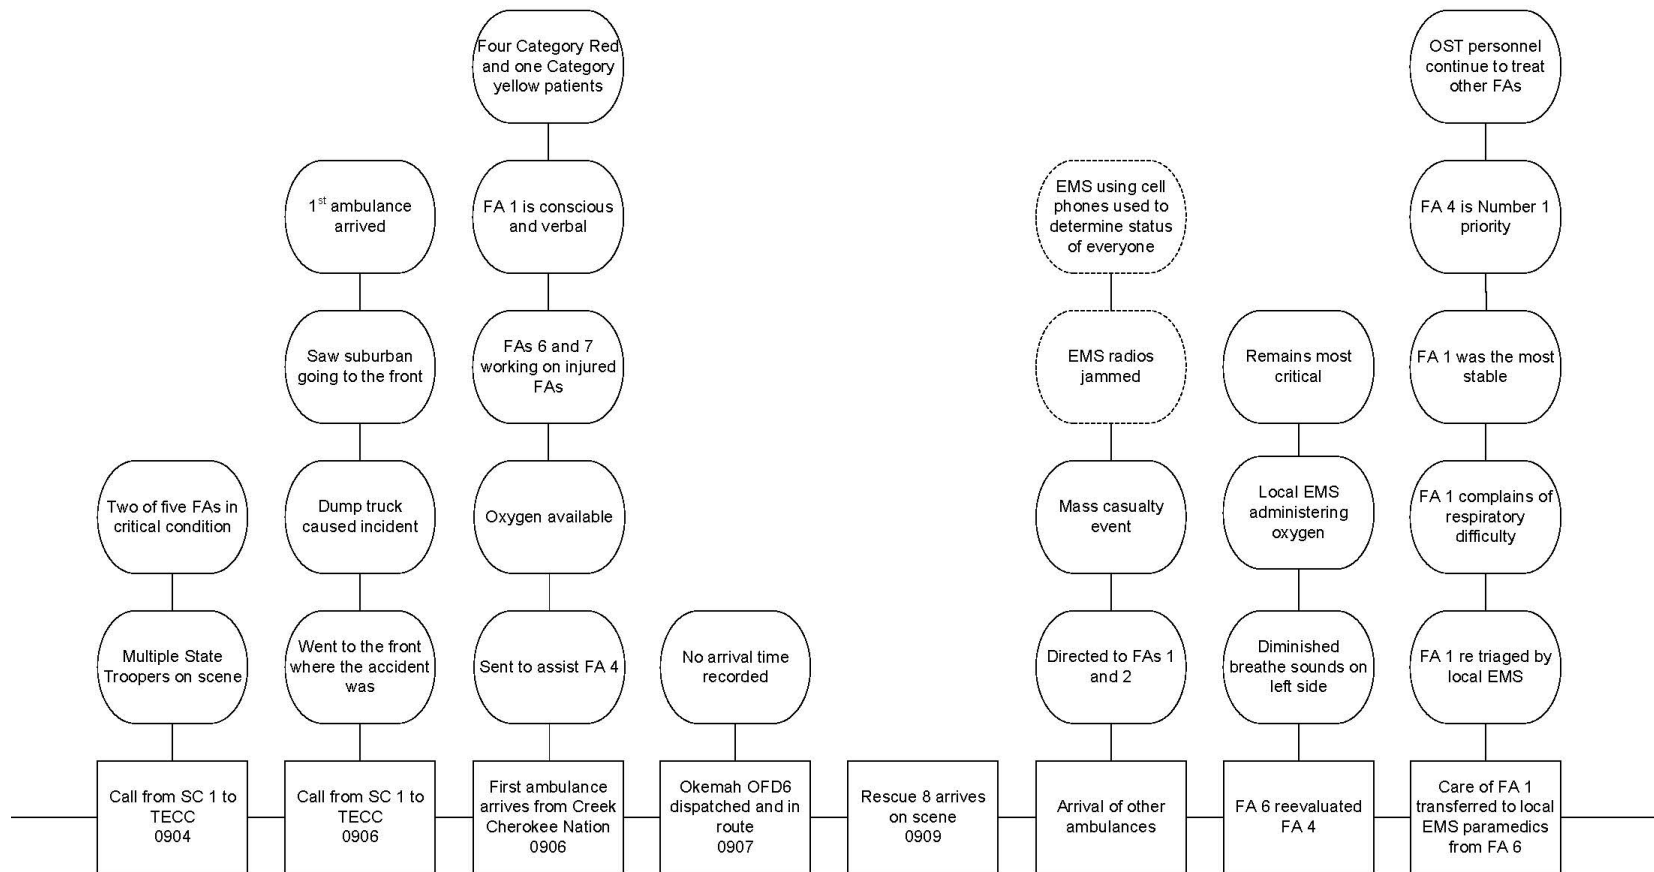 Four Category Red
and one Category
yellow patients
OST personnel
continue to treat
other FAs
1st ambulance
arrived
FA 1 is conscious
and verbal
EMS using cell
phones used to
determine status
of everyone
FA 4 is Number 1
priority
Saw suburban
going to the front
FAs 6 and 7
working on injured
FAs
EMS radios
jammed
Remains most
critical
FA 1 was the most
stable
Two of five FAs in
critical condition
Dump truck
caused incident
Oxygen available
Mass casualty
event
Local EMS
administering
oxygen
FA 1 complains of
respiratory
difficulty
Multiple State
Troopers on scene
Went to the front
where the accident
was
Sent to assist FA 4
No arrival time
recorded
Directed to FAs 1
and 2
Diminished
breathe sounds on
left side
FA 1 re triaged by
local EMS
Call from SC 1 to
TECC
0904
Call from SC 1 to
TECC
0906
First ambulance
arrives from Creek
Cherokee Nation
0906
Okemah OFD6
dispatched and in
route
0907
Rescue 8 arrives
on scene
0909
Arrival of other
ambulances
FA 6 reevaluated
FA 4
Care of FA 1
transferred to local
EMS paramedics
from FA 6